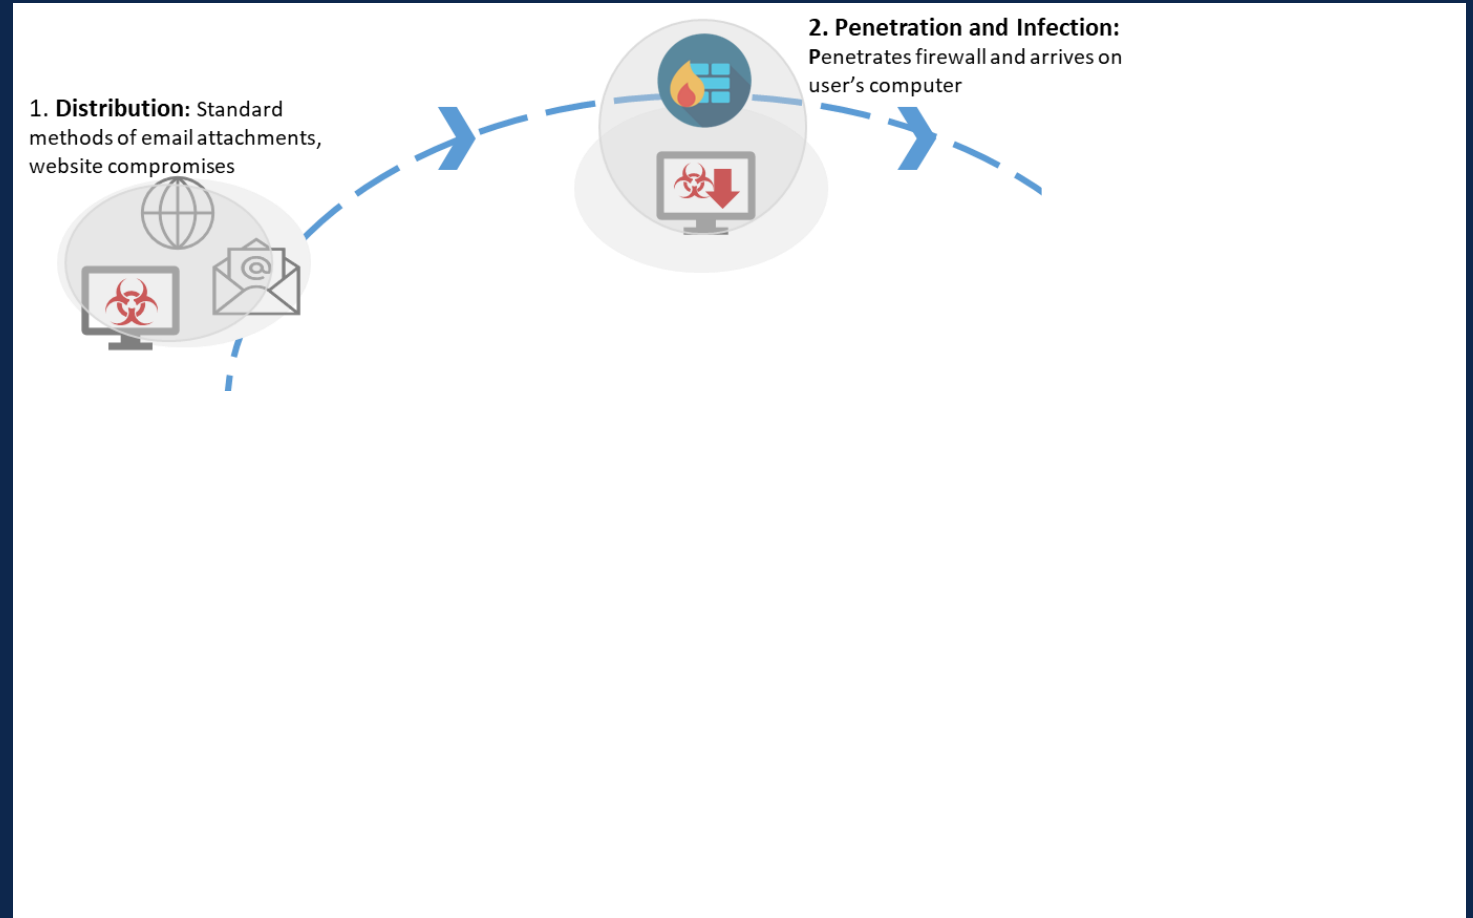 1. Distribution: Standard
methods of email attachments,
website compromises
2. Penetration and Infection:
Penetrates firewall and arrives on
user’s computer
@